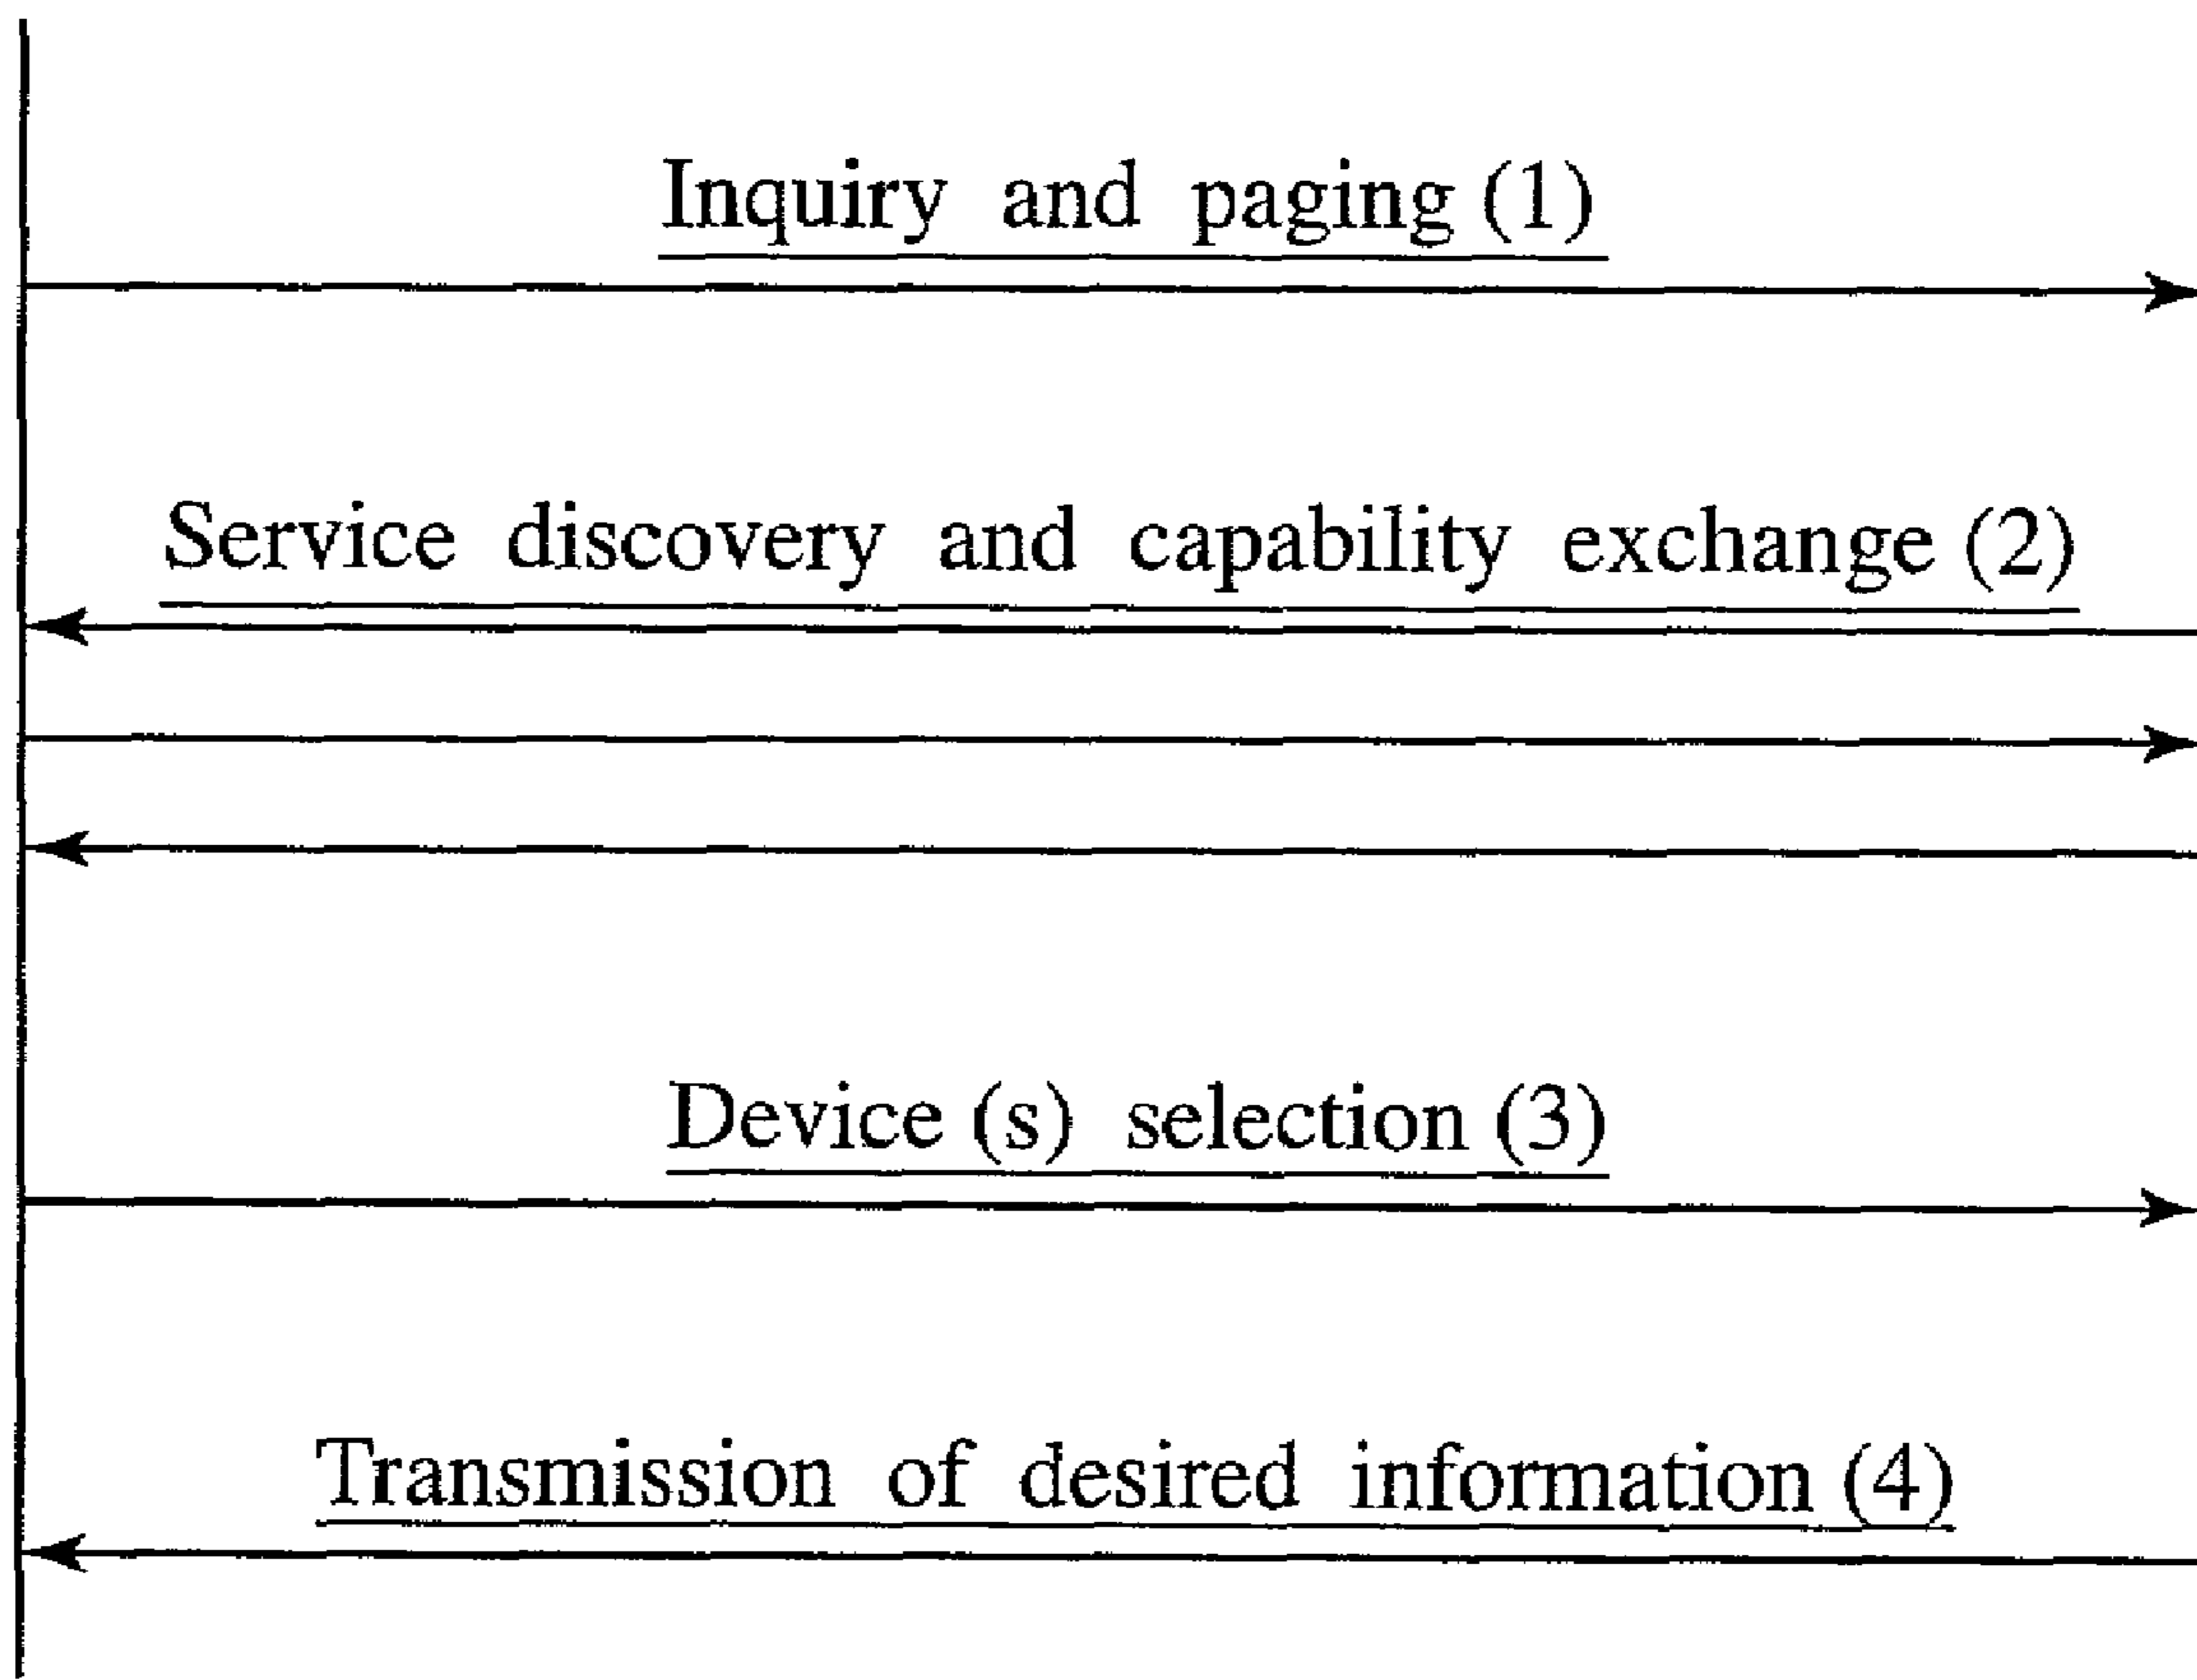 Inquiry and paging (1)
Service discovery and capability exchange (2)
Device (s) selection (3)
Transmission of desired information (4)